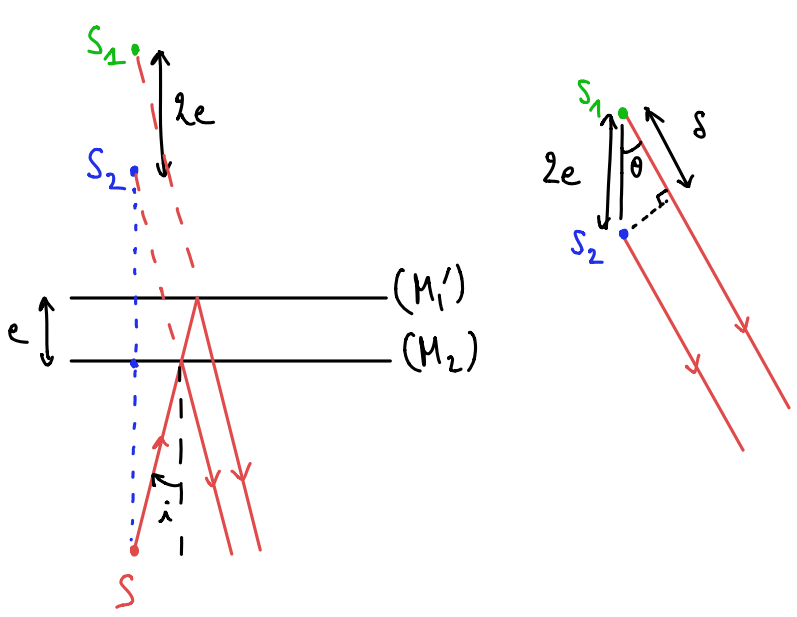 S₁
2e
S₂
(M₁')
e
(M₂)
i
S
S₁
δ
2e
θ
S₂